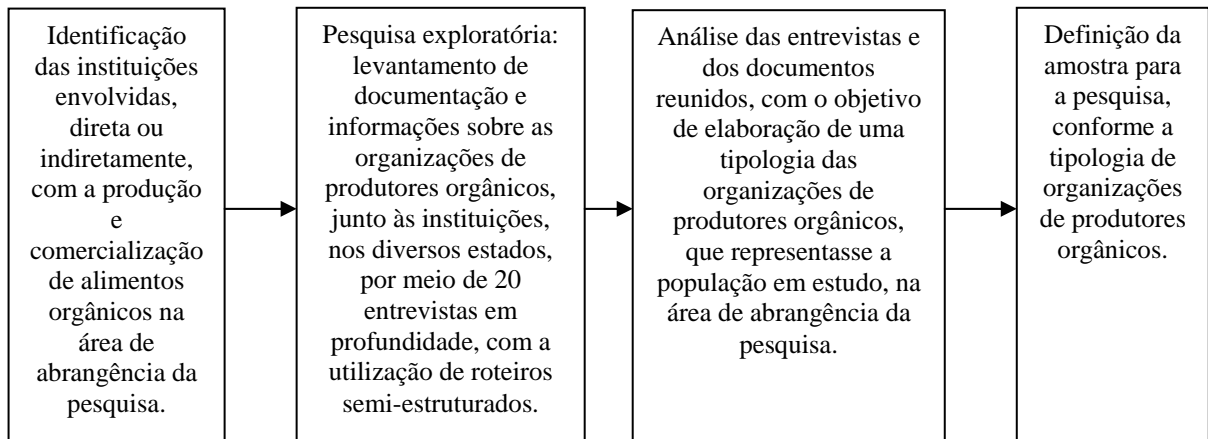 Identificação
das instituições
envolvidas,
direta ou
indiretamente,
com a produção
e
comercialização
de alimentos
orgânicos na
área de
abrangência da
pesquisa.
Pesquisa exploratória:
levantamento de
documentação e
informações sobre as
organizações de
produtores orgânicos,
junto às instituições,
nos diversos estados,
por meio de 20
entrevistas em
profundidade, com a
utilização de roteiros
semi-estruturados.
Análise das entrevistas e
dos documentos
reunidos, com o objetivo
de elaboração de uma
tipologia das
organizações de
produtores orgânicos,
que representasse a
população em estudo, na
área de abrangência da
pesquisa.
Definição da
amostra para
a pesquisa,
conforme a
tipologia de
organizações
de produtores
orgânicos.